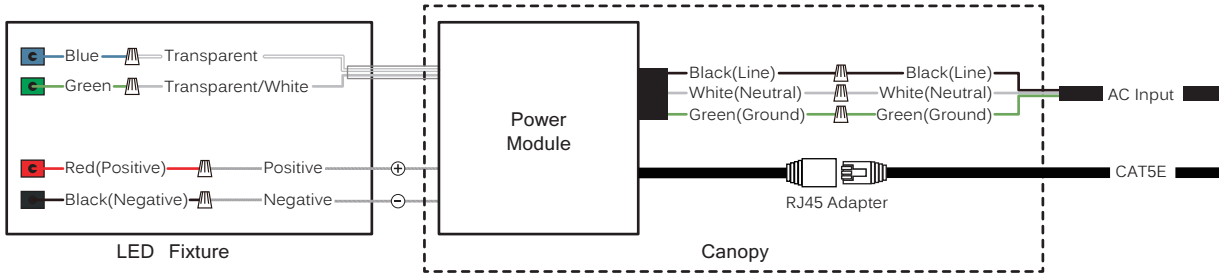 Blue Transparent
Green Transparent/White
Red(Positive) Positive +
Black(Negative) Negative −
LED Fixture
Power
Module
Black(Line) Black(Line)
White(Neutral) White(Neutral)
Green(Ground) Green(Ground)
AC Input
CAT5E
RJ45 Adapter
Canopy